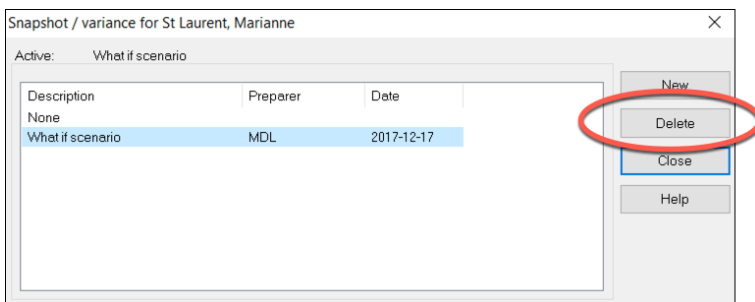 Snapshot / variance for St Laurent, Marianne
Active: What if scenario
New
Description Preparer Date
None
Delete
What if scenario MDL 2017-12-17
Close
Help